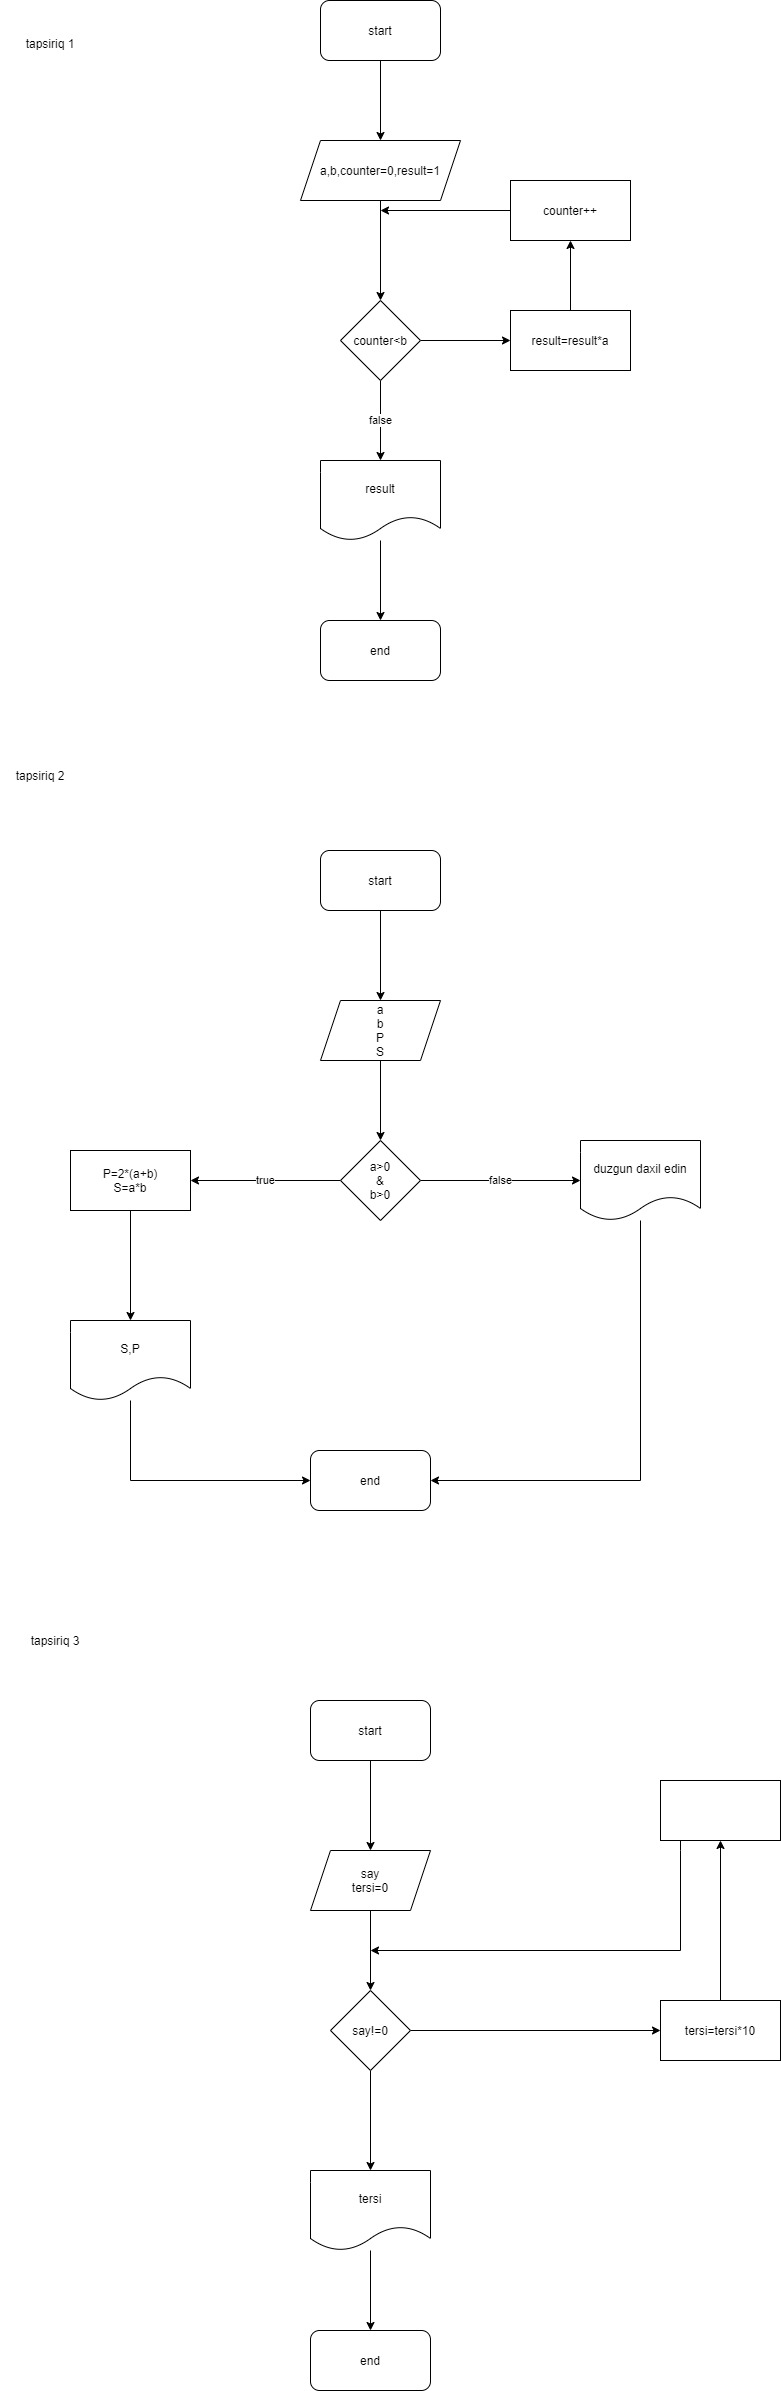 start
tapsiriq 1
a,b,counter=0,result=1
counter++
counter<b
result=result*a
false
result
end
tapsiriq 2
start
a
b
P
S
P=2*(a+b)
S=a*b
true
a>0
&
b>0
false
duzgun daxil edin
S,P
end
tapsiriq 3
start
say
tersi=0
say!=0
tersi=tersi*10
tersi
end